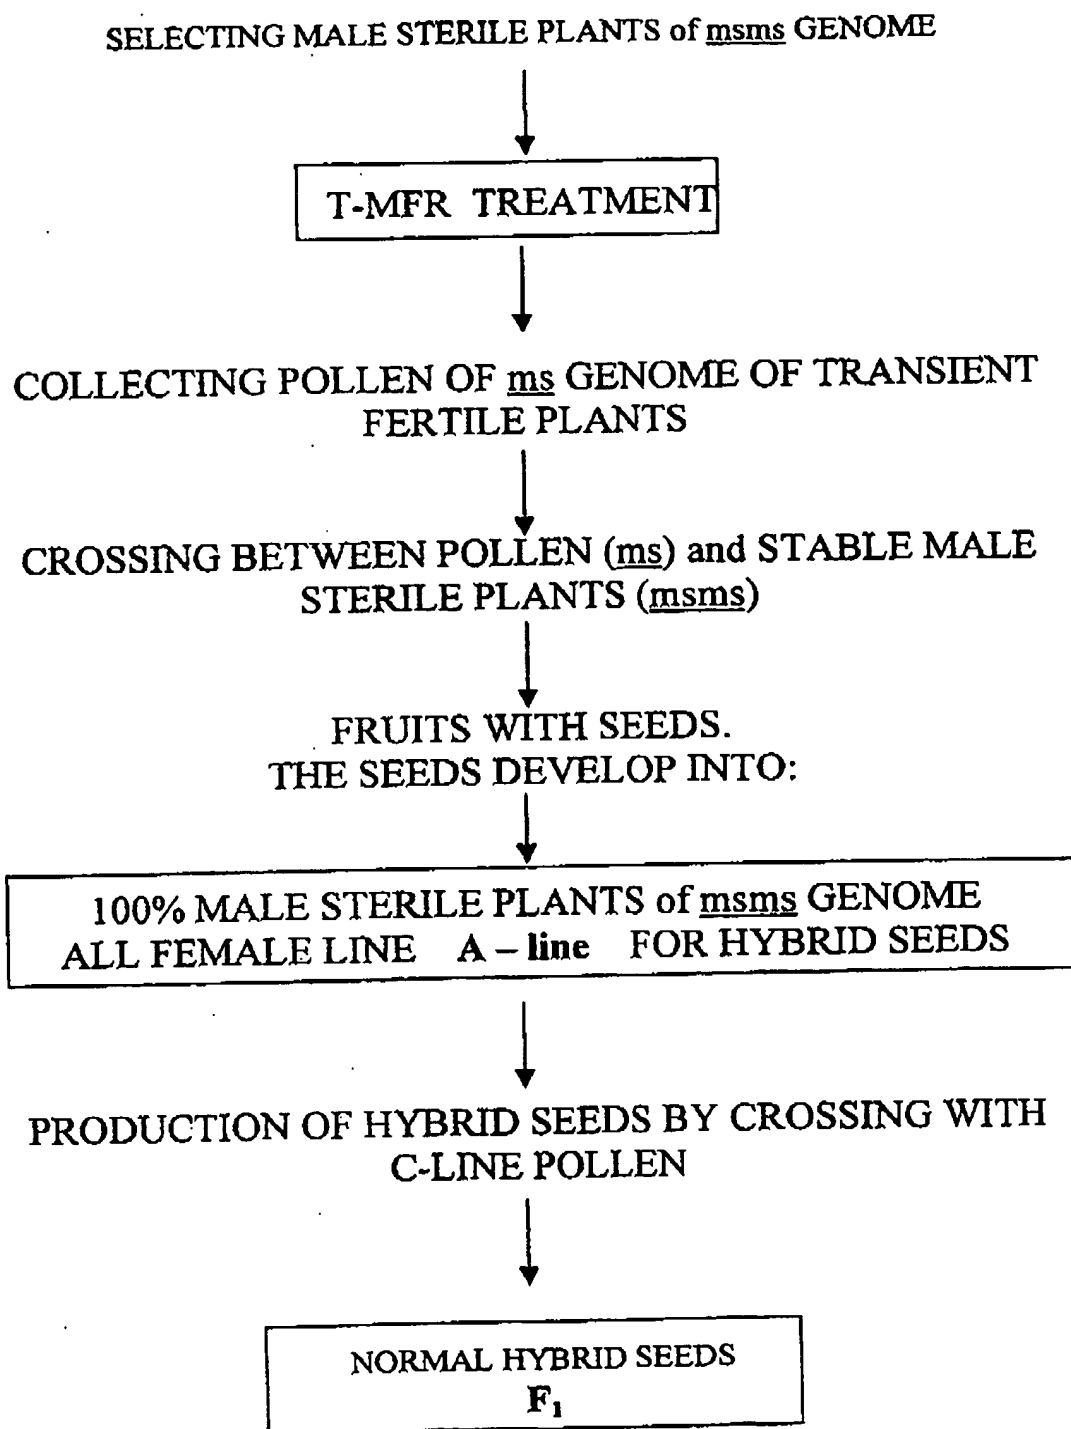 SELECTING MALE STERILE PLANTS of msms GENOME
T-MFR TREATMENT
COLLECTING POLLEN OF ms GENOME OF TRANSIENT
FERTILE PLANTS
CROSSING BETWEEN POLLEN (ms) and STABLE MALE
STERILE PLANTS (msms)
FRUITS WITH SEEDS.
THE SEEDS DEVELOP INTO:
100% MALE STERILE PLANTS of msms GENOME
ALL FEMALE LINE A – line FOR HYBRID SEEDS
PRODUCTION OF HYBRID SEEDS BY CROSSING WITH
C-LINE POLLEN
NORMAL HYBRID SEEDS
F₁